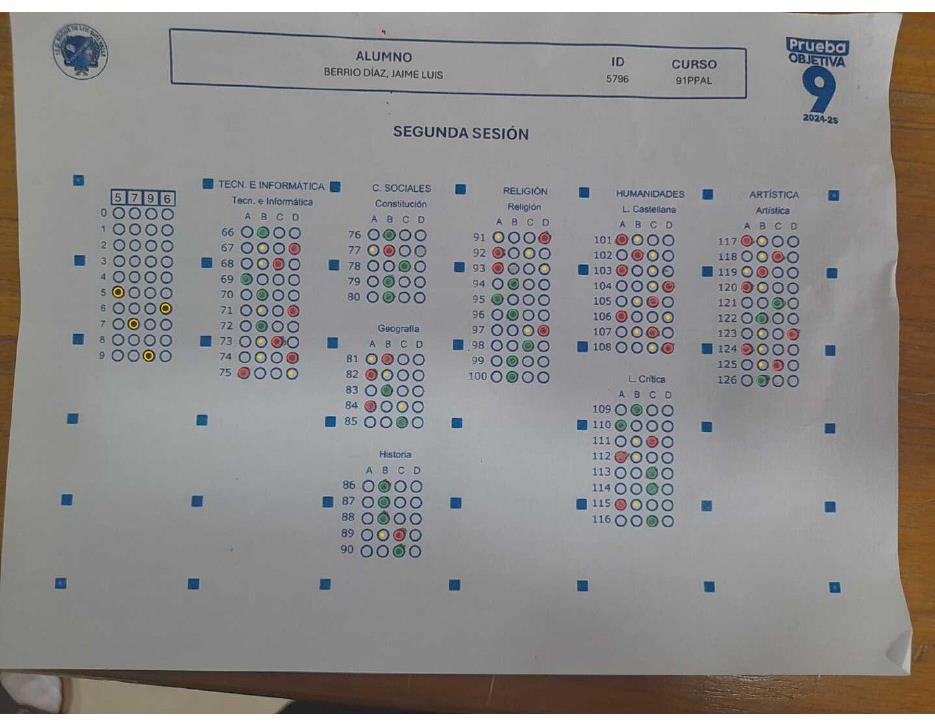 Prueba
OBJETIVA
9
2024-25
ALUMNO
BERRIO DÍAZ, JAIME LUIS
ID
5796
CURSO
91PPAL
SEGUNDA SESIÓN
5 7 9 6
0
1
2
3
4
5
6
7
8
9
TECN. E INFORMÁTICA
Tecn. e Informática
A B C D
66
67
68
69
70
71
72
73
74
75
C. SOCIALES
Constitución
A B C D
76
77
78
79
80
Geografía
81
82
83
84
85
Historia
A B C D
86
87
88
89
90
RELIGIÓN
Religión
A B C D
91
92
93
94
95
96
97
98
99
100
HUMANIDADES
L. Castellana
A B C D
101
102
103
104
105
106
107
108
L. Crítica
A B C D
109
110
111
112
113
114
115
116
ARTÍSTICA
Artística
A B C D
117
118
119
120
121
122
123
124
125
126